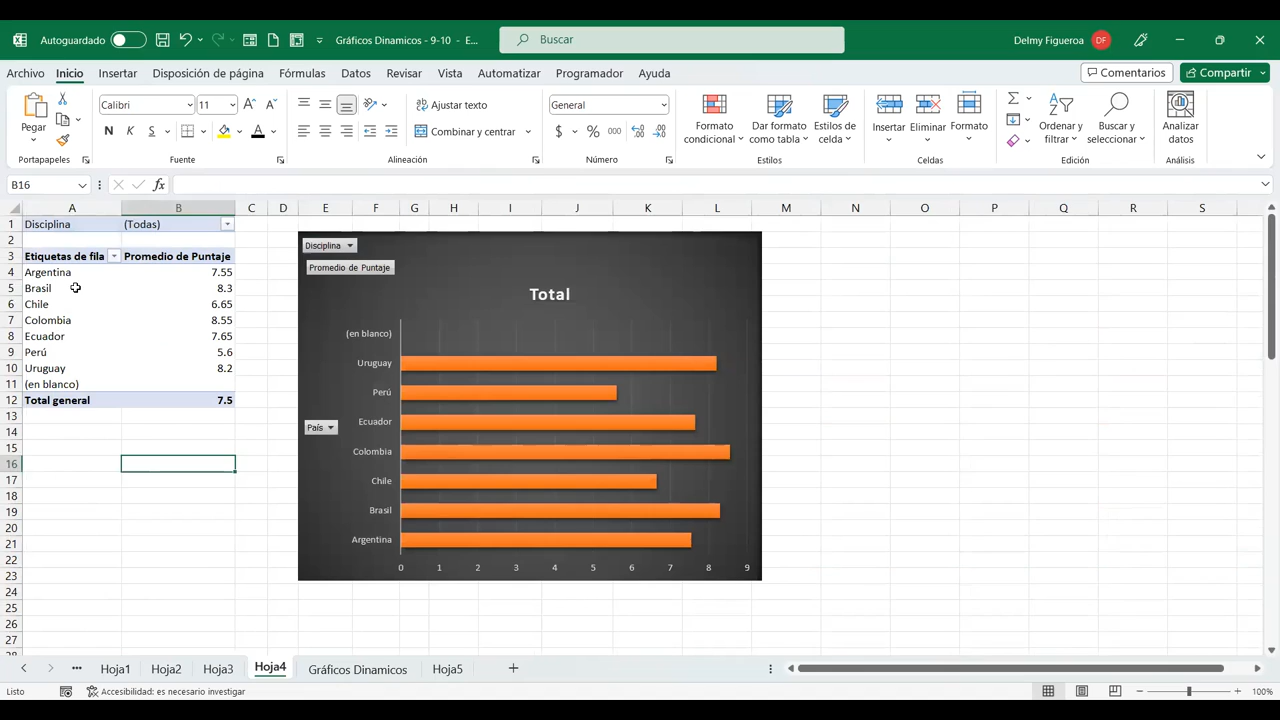 Autoguardado
Gráficos Dinamicos - 9-10 - E...
Buscar
Delmy Figueroa DF
Archivo Inicio Insertar Disposición de página Fórmulas Datos Revisar Vista Automatizar Programador Ayuda Comentarios Compartir
Pegar
Calibri 11
N K S
Ajustar texto
Combinar y centrar
General
$ % 000
Formato condicional
Dar formato como tabla
Estilos de celda
Insertar
Eliminar
Formato
Ordenar y filtrar
Buscar y seleccionar
Analizar datos
Portapapeles Fuente Alineación Número Estilos Celdas Edición Análisis
B16 fx
A B C D E F G H I J K L M N O P Q R S
1 Disciplina (Todas)
2
3 Etiquetas de fila Promedio de Puntaje
4 Argentina 7.55
5 Brasil 8.3
6 Chile 6.65
7 Colombia 8.55
8 Ecuador 7.65
9 Perú 5.6
10 Uruguay 8.2
11 (en blanco)
12 Total general 7.5
13
14
15
16
17
18
19
20
21
22
23
24
25
26
27
28
Disciplina
Promedio de Puntaje
Total
(en blanco)
Uruguay
Perú
Ecuador
País
Colombia
Chile
Brasil
Argentina
0 1 2 3 4 5 6 7 8 9
... Hoja1 Hoja2 Hoja3 Hoja4 Gráficos Dinamicos Hoja5
Listo Accesibilidad: es necesario investigar 100%